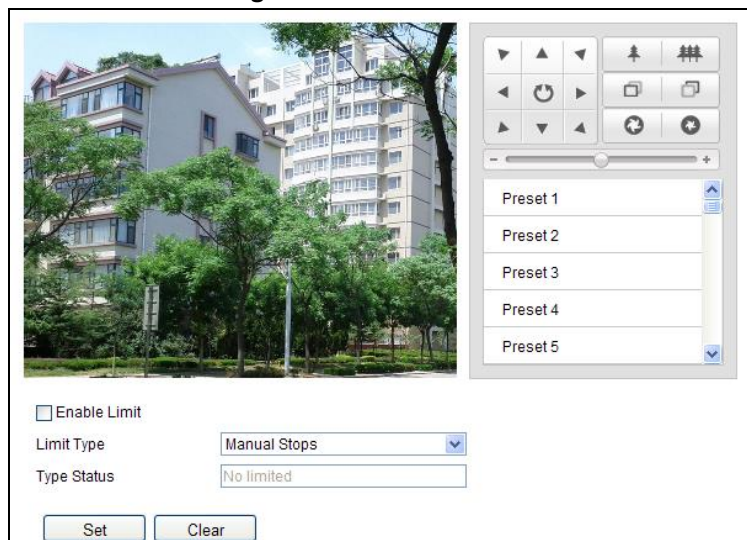 Preset 1
Preset 2
Preset 3
Preset 4
Preset 5
Enable Limit
Limit Type Manual Stops
Type Status No limited
Set Clear